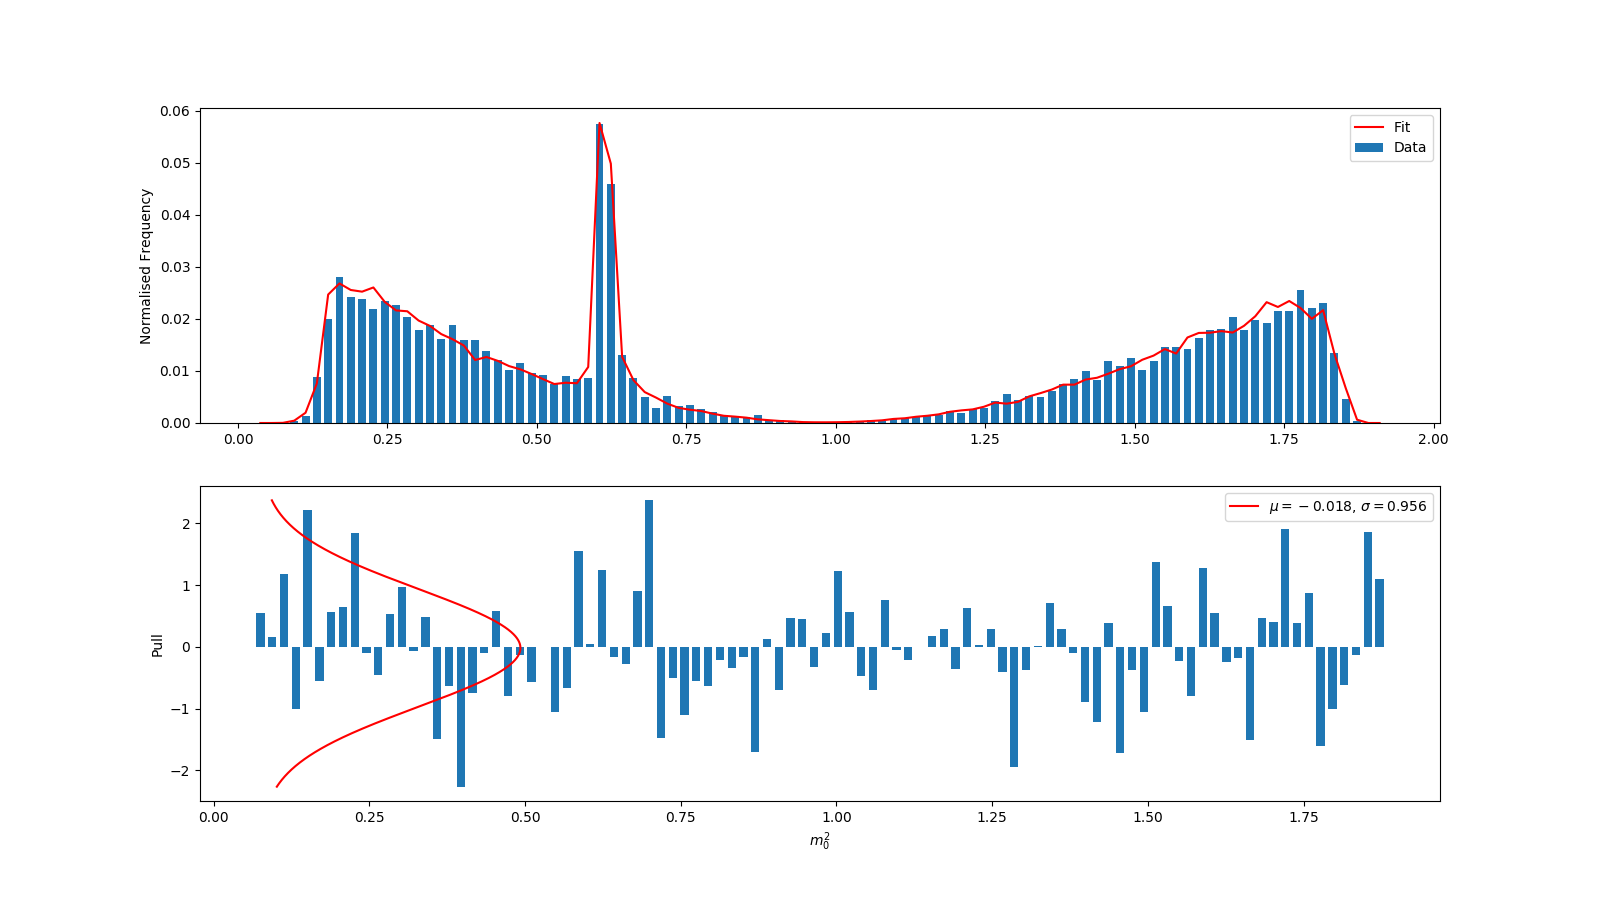 0.06
0.05
0.04
0.03
0.02
0.01
0.00
Normalised Frequency
Fit
Data
0.00 0.25 0.50 0.75 1.00 1.25 1.50 1.75 2.00
2
1
0
−1
−2
Pull
μ = −0.018, σ = 0.956
0.00 0.25 0.50 0.75 1.00 1.25 1.50 1.75
m₀²